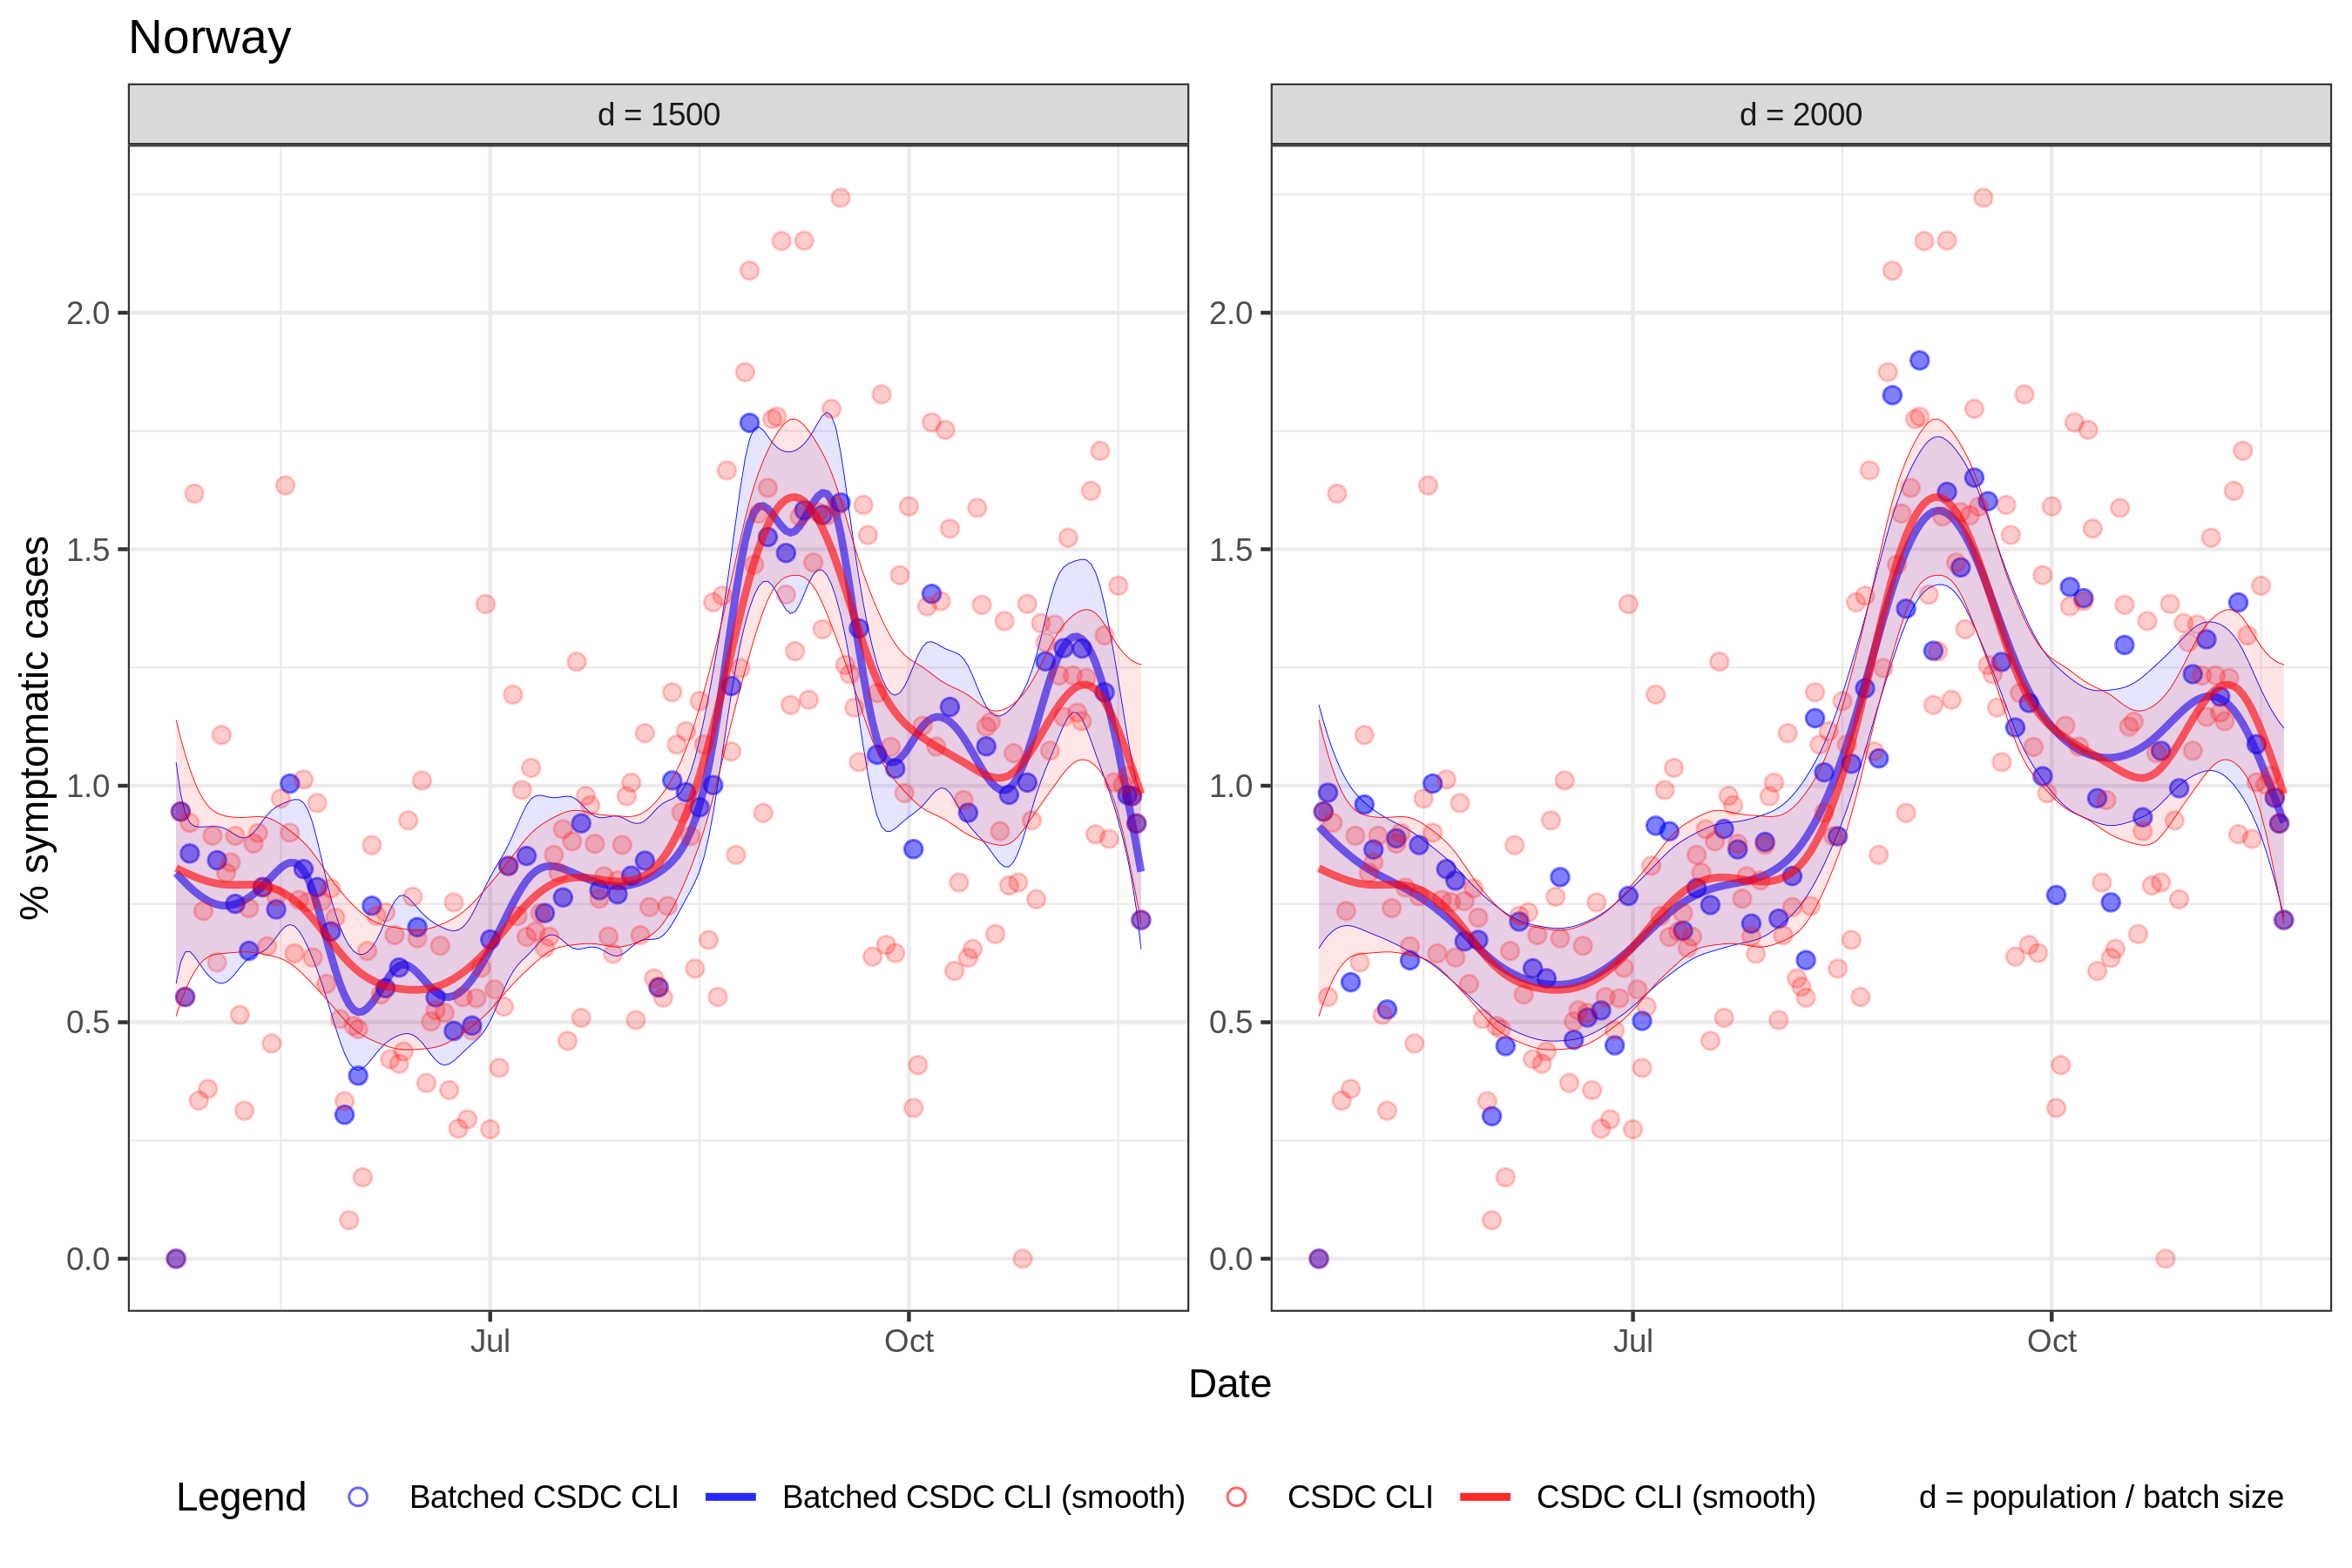 Norway
d = 1500
d = 2000
% symptomatic cases
2.0
1.5
1.0
0.5
0.0
2.0
1.5
1.0
0.5
0.0
Jul
Oct
Jul
Oct
Date
Legend
Batched CSDC CLI
Batched CSDC CLI (smooth)
CSDC CLI
CSDC CLI (smooth)
d = population / batch size